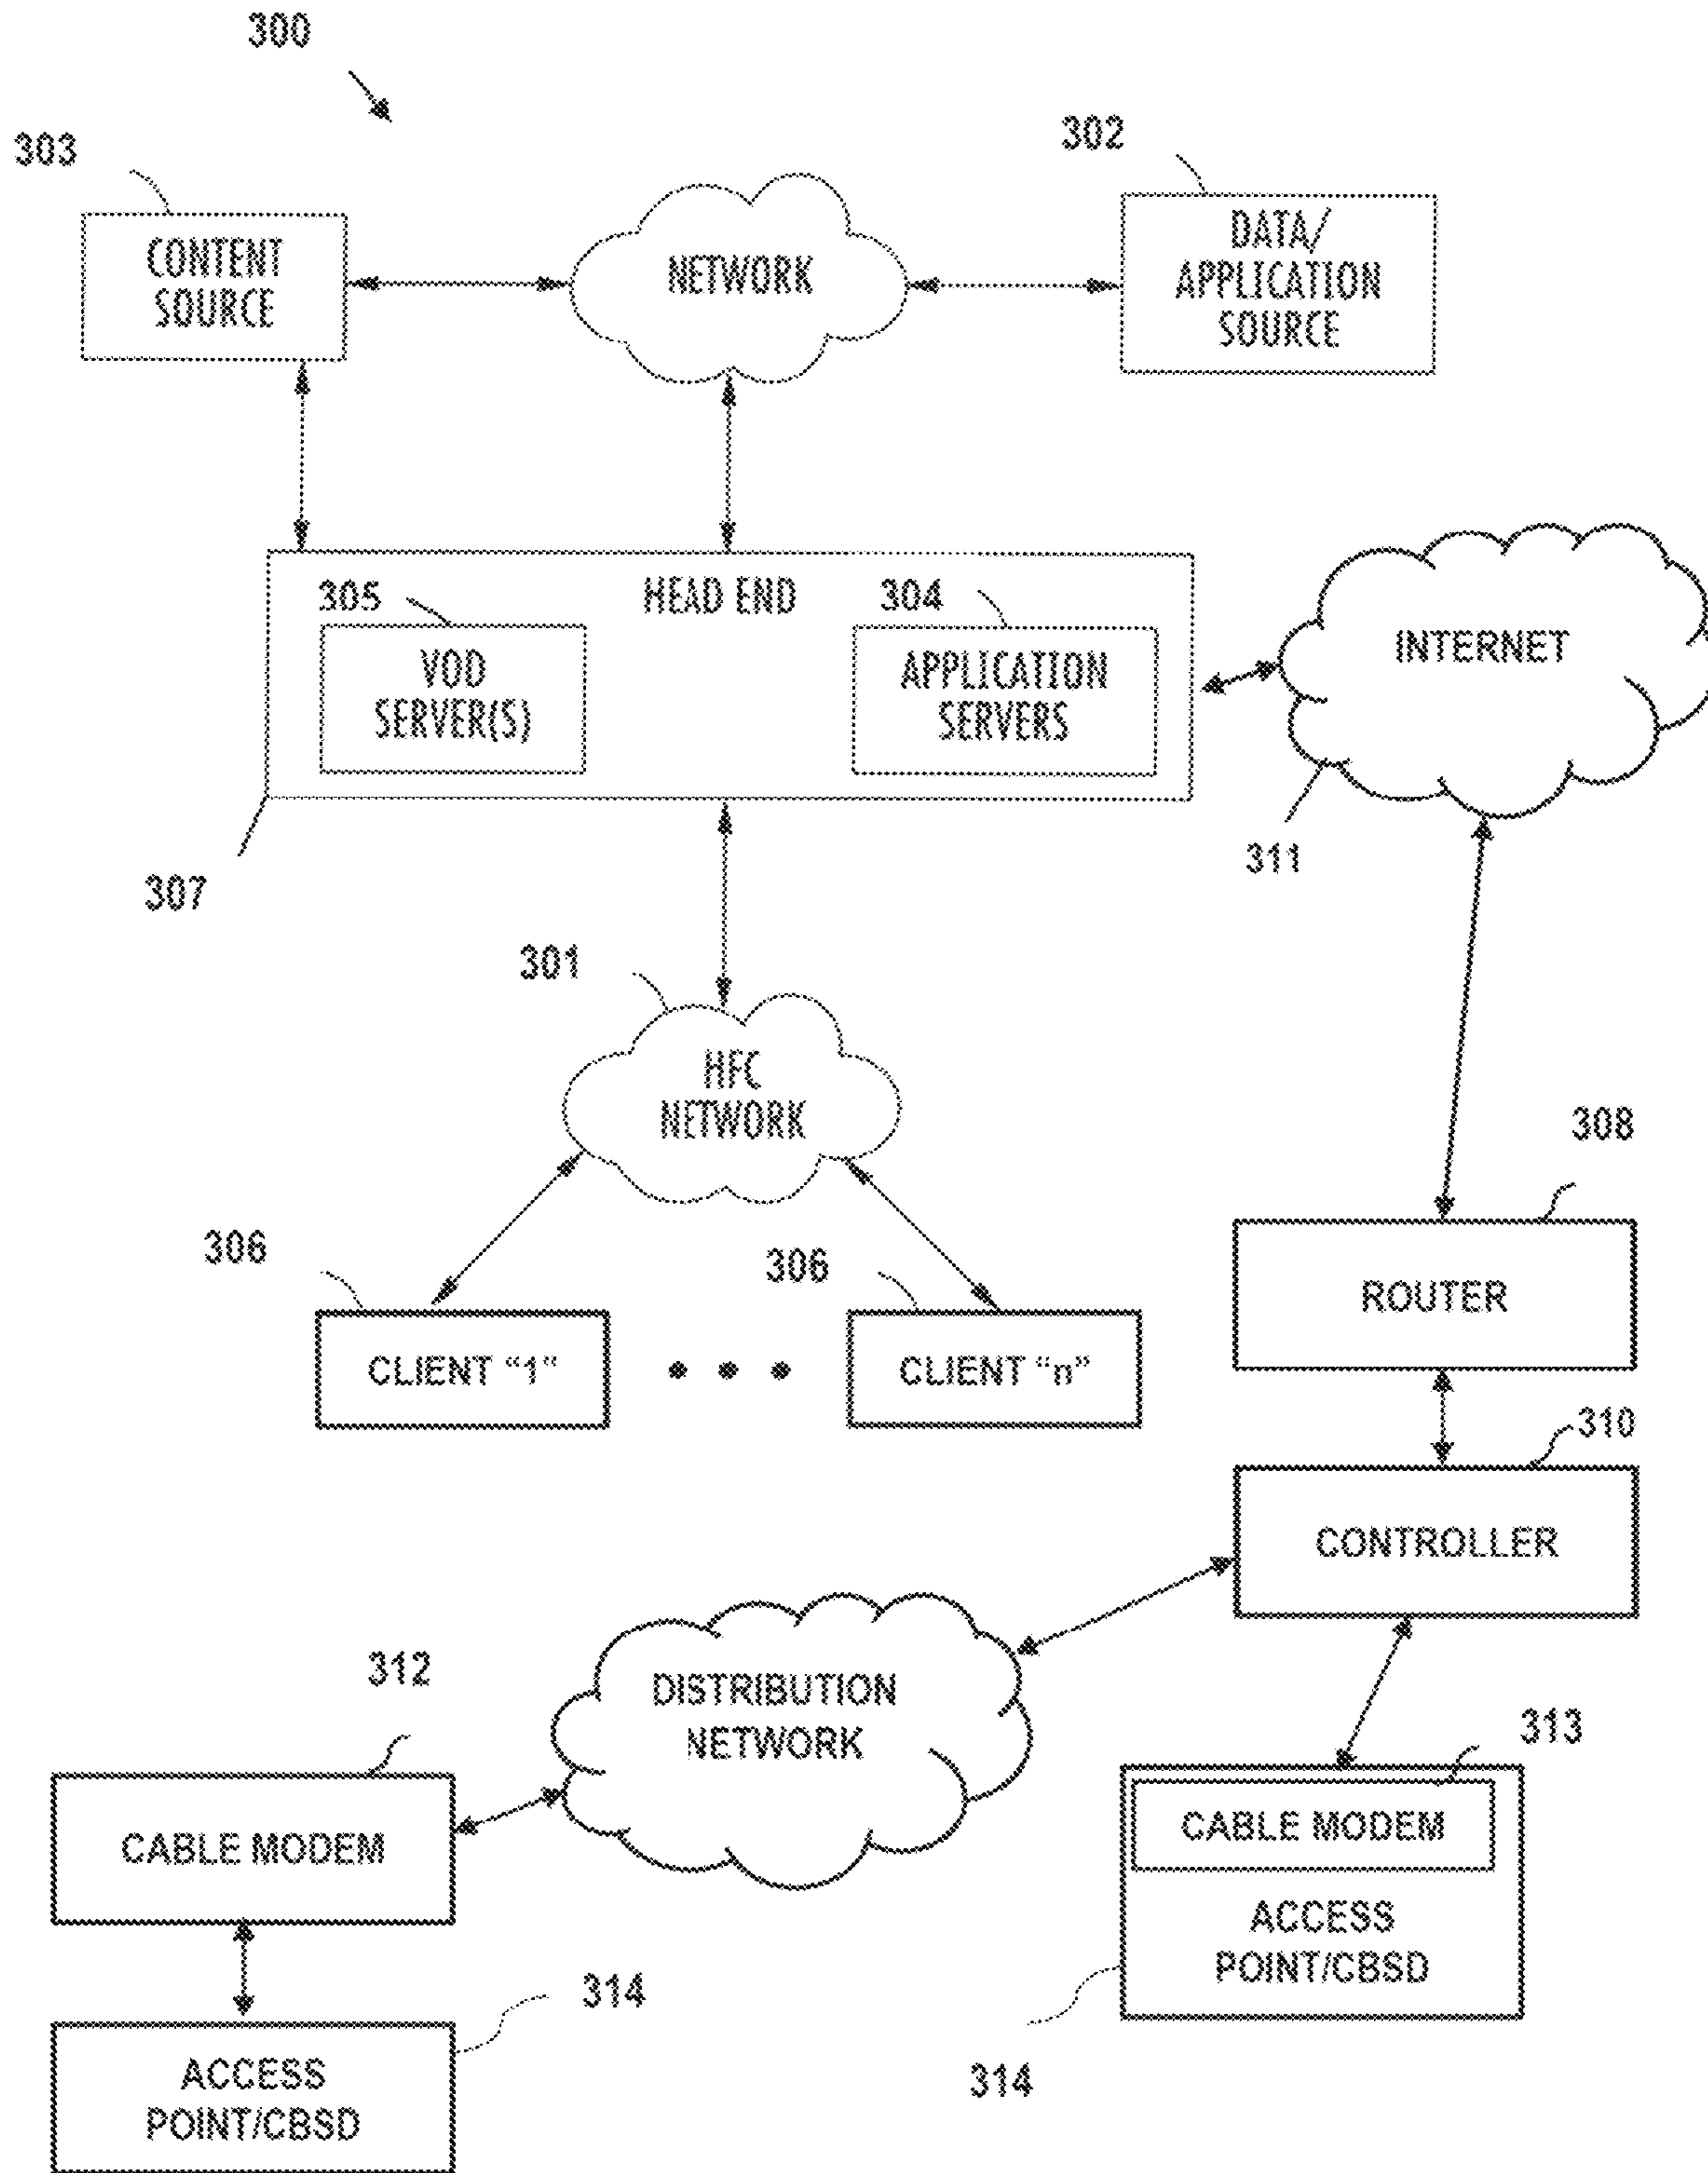 300
303
302
CONTENT
SOURCE
NETWORK
DATA/
APPLICATION
SOURCE
305
HEAD END
304
VOD
SERVER(S)
APPLICATION
SERVERS
INTERNET
311
307
301
HFC
NETWORK
308
306
306
ROUTER
CLIENT “1”
CLIENT “n”
310
CONTROLLER
312
DISTRIBUTION
NETWORK
313
CABLE MODEM
CABLE MODEM
ACCESS
POINT/CBSD
314
314
ACCESS
POINT/CBSD